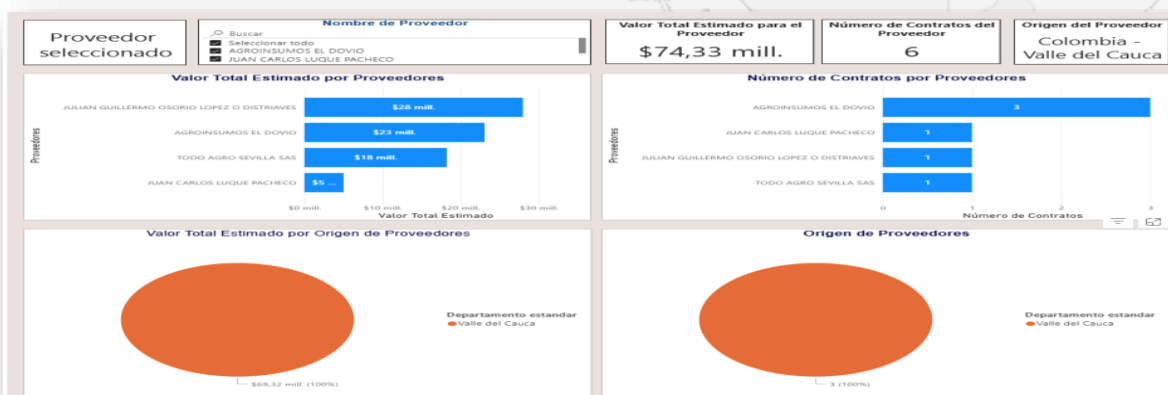 Proveedor
seleccionado
Nombre de Proveedor
Buscar
Seleccionar todo
AGROINSUMOS EL DOVIO
JUAN CARLOS LUQUE PACHECO
Valor Total Estimado para el
Proveedor
$74,33 mill.
Número de Contratos del
Proveedor
6
Origen del Proveedor
Colombia -
Valle del Cauca
Valor Total Estimado por Proveedores
Proveedores
JULIAN GUILLERMO OSORIO LOPEZ O DISTRIAVES
$28 mill.
AGROINSUMOS EL DOVIO
$23 mill.
TODO AGRO SEVILLA SAS
$18 mill.
JUAN CARLOS LUQUE PACHECO
$5 ...
$0 mill. $10 mill. $20 mill. $30 mill.
Valor Total Estimado
Número de Contratos por Proveedores
Proveedores
AGROINSUMOS EL DOVIO
3
JUAN CARLOS LUQUE PACHECO
1
JULIAN GUILLERMO OSORIO LOPEZ O DISTRIAVES
1
TODO AGRO SEVILLA SAS
1
0 1 2 3
Número de Contratos
Valor Total Estimado por Origen de Proveedores
Departamento estandar
Valle del Cauca
$69,32 mill. (100%)
Origen de Proveedores
Departamento estandar
Valle del Cauca
3 (100%)